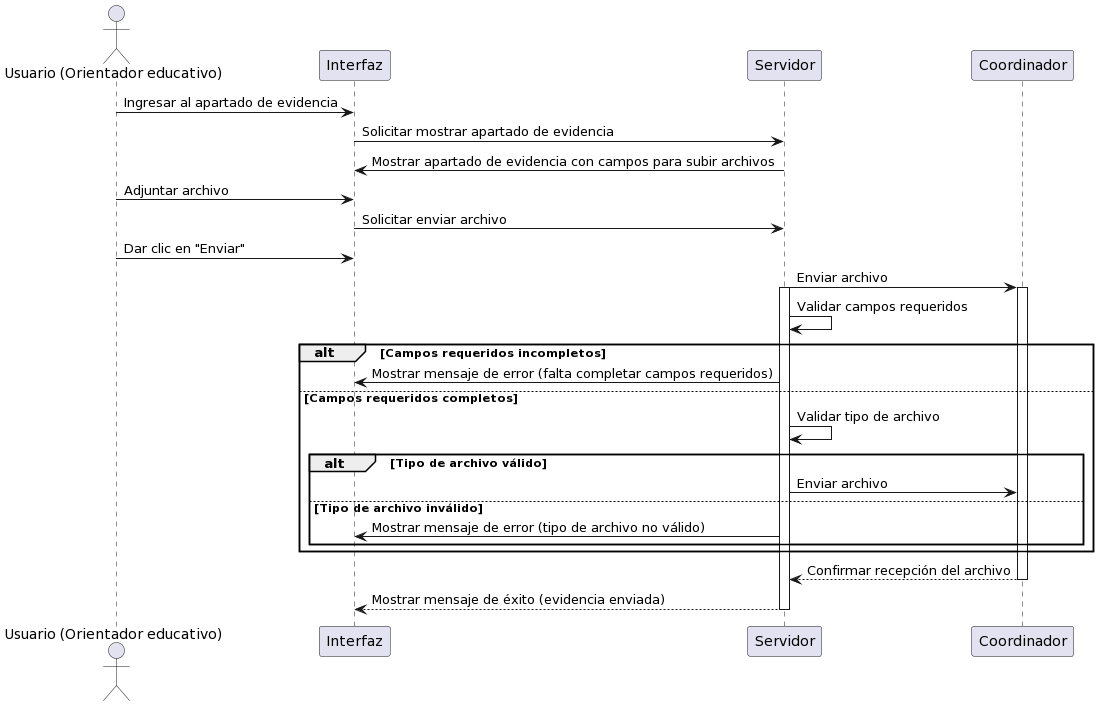 Usuario (Orientador educativo)
Interfaz
Servidor
Coordinador
Ingresar al apartado de evidencia
Solicitar mostrar apartado de evidencia
Mostrar apartado de evidencia con campos para subir archivos
Adjuntar archivo
Solicitar enviar archivo
Dar clic en "Enviar"
Enviar archivo
Validar campos requeridos
alt [Campos requeridos incompletos]
Mostrar mensaje de error (falta completar campos requeridos)
[Campos requeridos completos]
Validar tipo de archivo
alt [Tipo de archivo válido]
Enviar archivo
[Tipo de archivo inválido]
Mostrar mensaje de error (tipo de archivo no válido)
Confirmar recepción del archivo
Mostrar mensaje de éxito (evidencia enviada)
Usuario (Orientador educativo)
Interfaz
Servidor
Coordinador